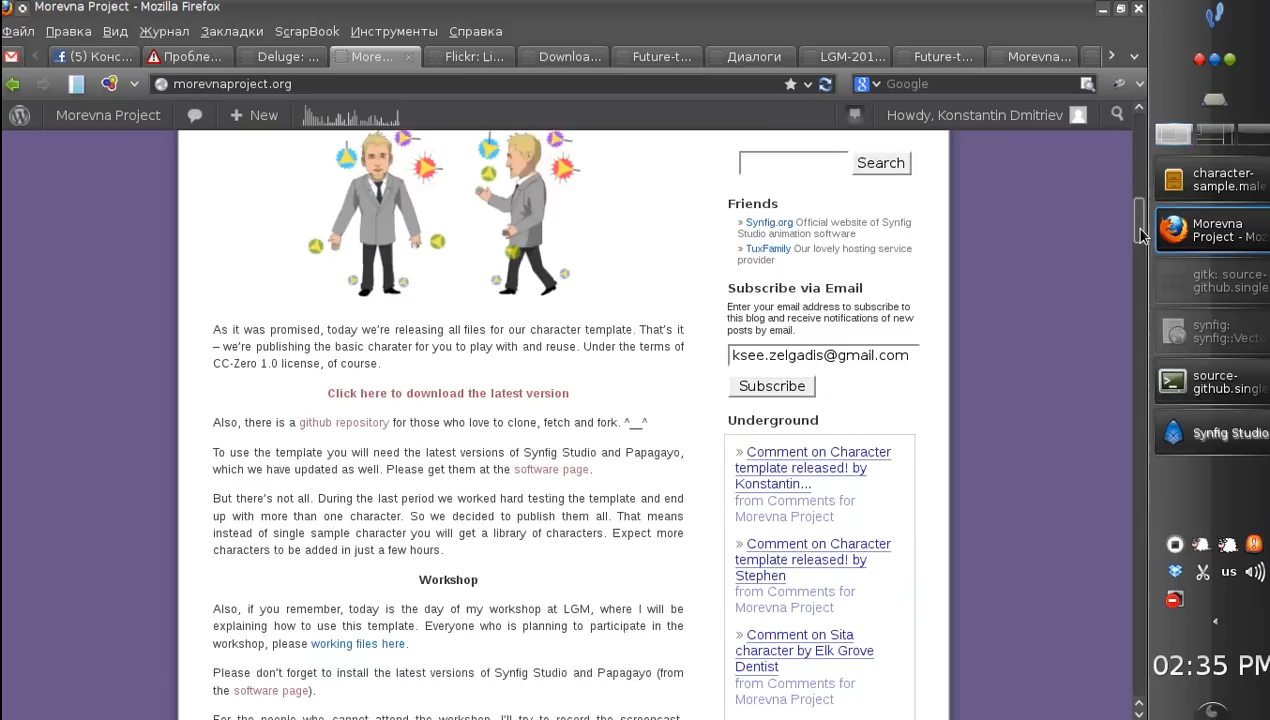 Morevna Project - Mozilla Firefox
Файл Правка Вид Журнал Закладки ScrapBook Инструменты Справка
(5) Конс... Пробле... Deluge: ... More... Flickr: Li... Downloa... Future-t... Диалоги LGM-201... Future-t... Morevna...
morevnaproject.org
Google
Morevna Project
New
Howdy, Konstantin Dmitriev
As it was promised, today we're releasing all files for our character template. That's it
– we're publishing the basic charater for you to play with and reuse. Under the terms of
CC-Zero 1.0 license, of course.
Click here to download the latest version
Also, there is a github repository for those who love to clone, fetch and fork. ^__^
To use the template you will need the latest versions of Synfig Studio and Papagayo,
which we have updated as well. Please get them at the software page.
But there's not all. During the last period we worked hard testing the template and end
up with more than one character. So we decided to publish them all. That means
instead of single sample character you will get a library of characters. Expect more
characters to be added in just a few hours.
Workshop
Also, if you remember, today is the day of my workshop at LGM, where I will be
explaining how to use this template. Everyone who is planning to participate in the
workshop, please working files here.
Please don't forget to install the latest versions of Synfig Studio and Papagayo (from
the software page).
For the people who cannot attend the workshop, I'll try to record the screencast,
Search
Friends
» Synfig.org Official website of Synfig
Studio animation software
» TuxFamily Our lovely hosting service
provider
Subscribe via Email
Enter your email address to subscribe to
this blog and receive notifications of new
posts by email.
ksee.zelgadis@gmail.com
Subscribe
Underground
» Comment on Character
template released! by
Konstantin...
from Comments for
Morevna Project
» Comment on Character
template released! by
Stephen
from Comments for
Morevna Project
» Comment on Sita
character by Elk Grove
Dentist
from Comments for
Morevna Project
character-
sample.male
Morevna
Project - Moz
gitk: source-
github.single
synfig:
synfig::Vect
source-
github.single
Synfig Studio
us
02:35 PM